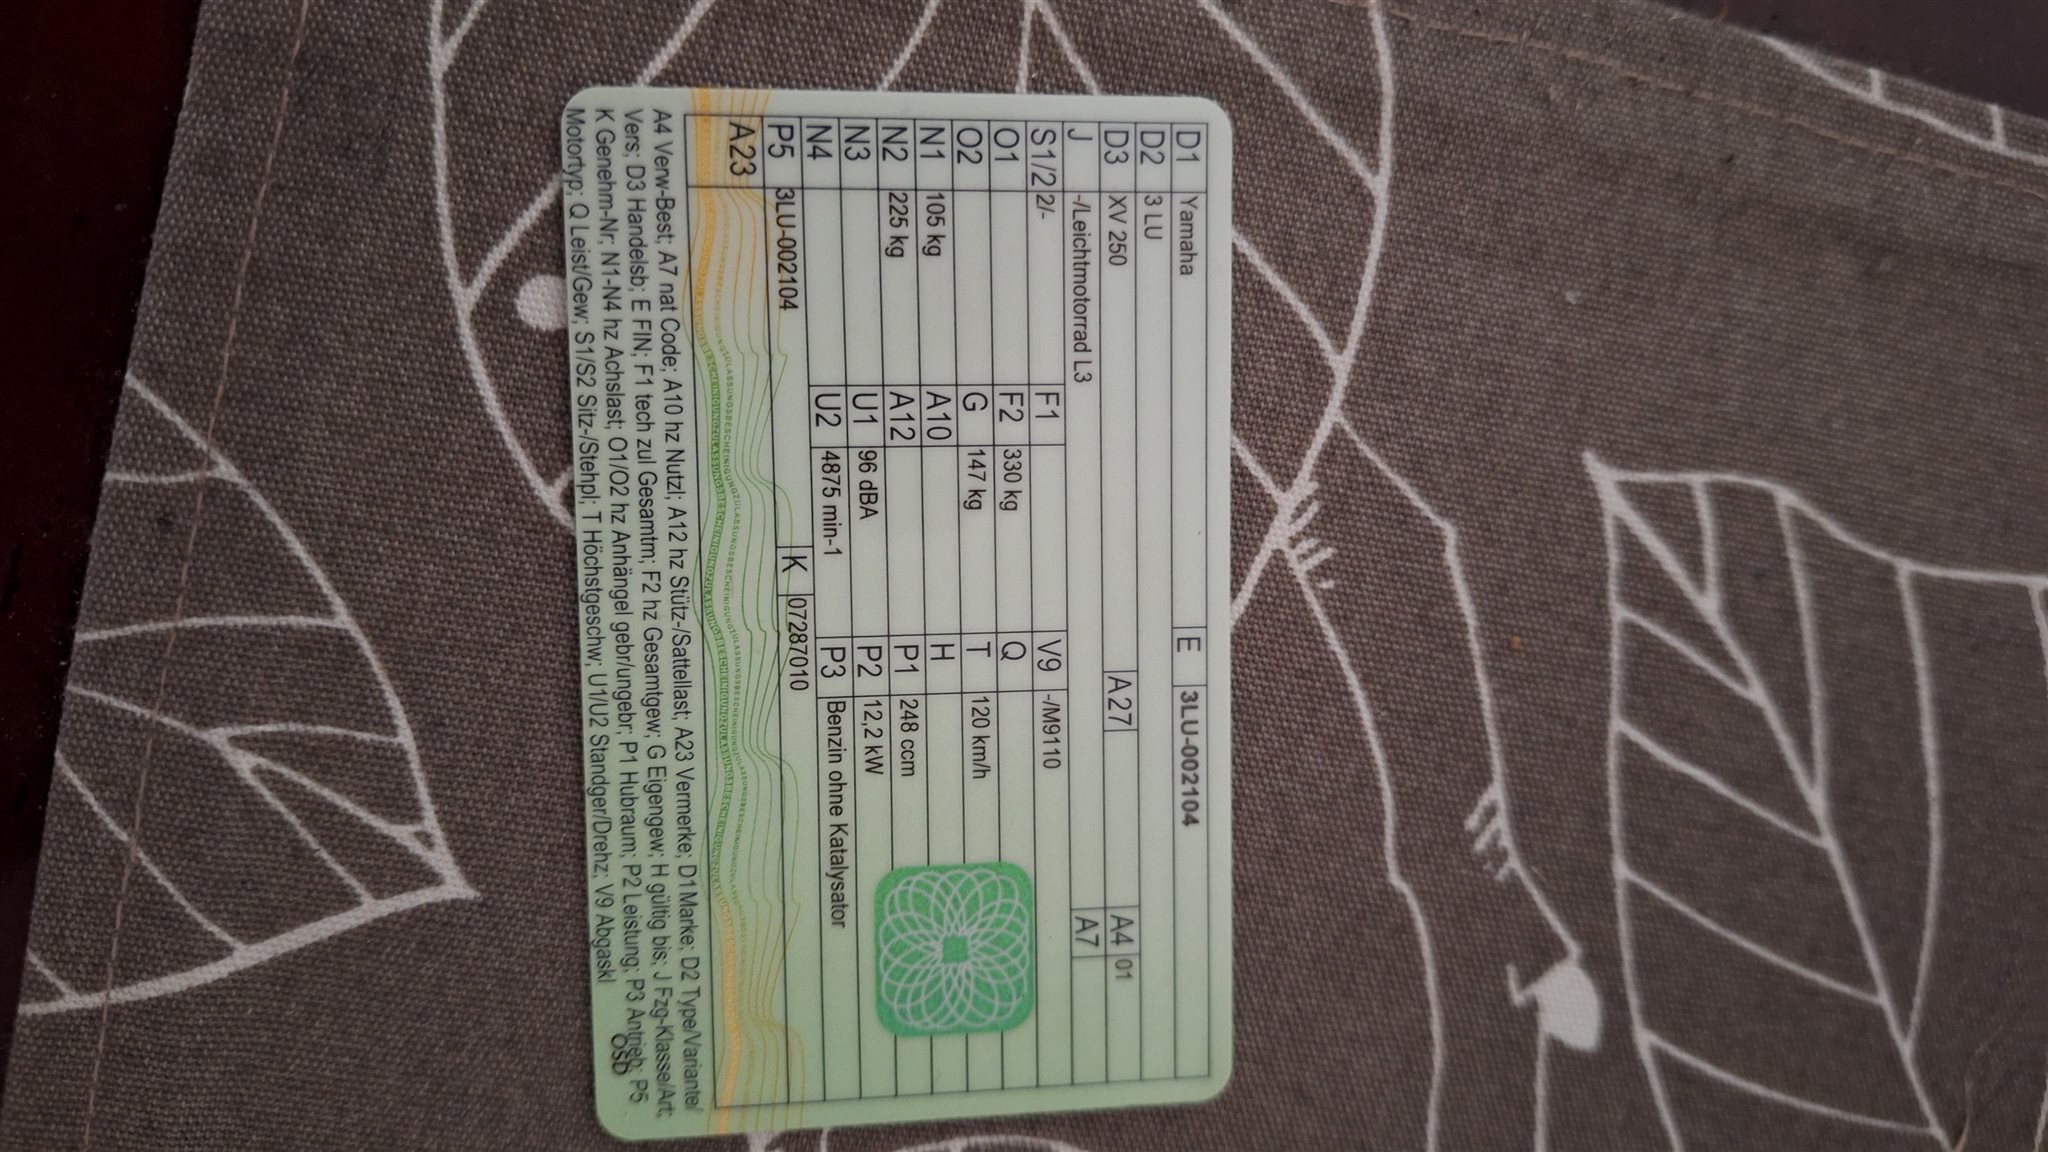 D1 Yamaha E 3LU-002104
D2 3 LU
D3 XV 250 A27 A4 01
J -/Leichtmotorrad L3 A7
S1/2 2/- F1 V9 -/M9110
O1 F2 330 kg Q
O2 G 147 kg T 120 km/h
N1 105 kg A10 H
N2 225 kg A12 P1 248 ccm
N3 U1 96 dBA P2 12,2 kW
N4 U2 4875 min-1 P3 Benzin ohne Katalysator
P5 3LU-002104 K 07287010
A23
A4 Verw-Best; A7 nat Code; A10 hz Nutzl; A12 hz Stütz-/Sattellast; A23 Vermerke; D1Marke; D2 Type/Variante/
Vers; D3 Handelsb; E FIN; F1 tech zul Gesamtm; F2 hz Gesamtgew; G Eigengew; H gültig bis; J Fzg-Klasse/Art;
K Genehm-Nr; N1-N4 hz Achslast; O1/O2 hz Anhängel gebr/ungebr; P1 Hubraum; P2 Leistung; P3 Antrieb; P5
Motortyp; Q Leist/Gew; S1/S2 Sitz-/Stehpl; T Höchstgeschw; U1/U2 Standger/Drehz; V9 Abgaskl
OSD